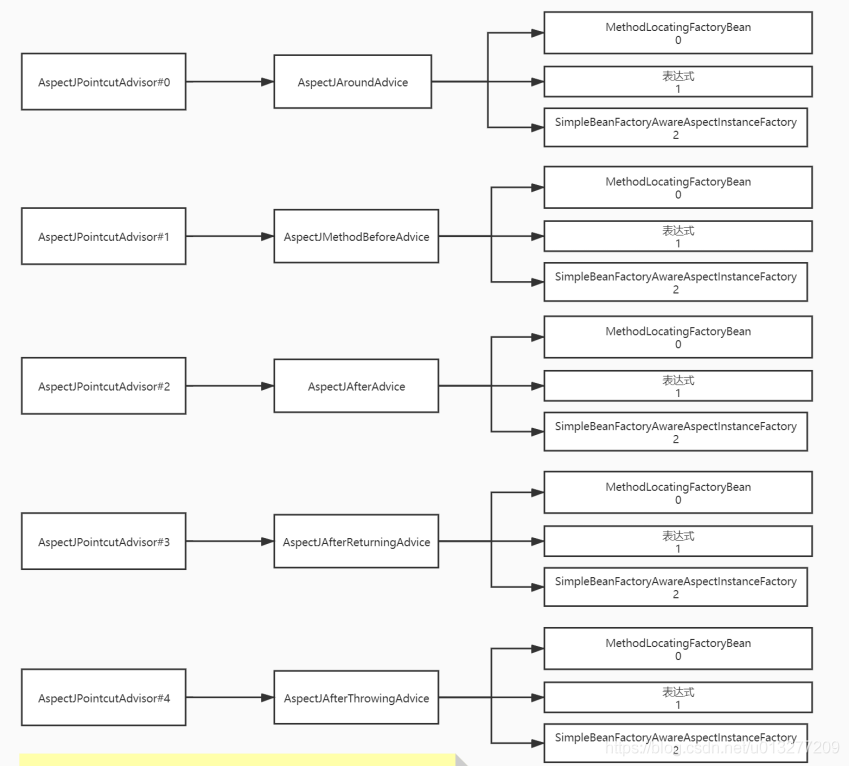 MethodLocatingFactoryBean
0
AspectJPointcutAdvisor#0
AspectJAroundAdvice
表达式
1
SimpleBeanFactoryAwareAspectInstanceFactory
2
MethodLocatingFactoryBean
0
AspectJPointcutAdvisor#1
AspectJMethodBeforeAdvice
表达式
1
SimpleBeanFactoryAwareAspectInstanceFactory
2
MethodLocatingFactoryBean
0
AspectJPointcutAdvisor#2
AspectJAfterAdvice
表达式
1
SimpleBeanFactoryAwareAspectInstanceFactory
2
MethodLocatingFactoryBean
0
AspectJPointcutAdvisor#3
AspectJAfterReturningAdvice
表达式
1
SimpleBeanFactoryAwareAspectInstanceFactory
2
MethodLocatingFactoryBean
0
AspectJPointcutAdvisor#4
AspectJAfterThrowingAdvice
表达式
1
SimpleBeanFactoryAwareAspectInstanceFactory
2
https://blog.csdn.net/u013277209